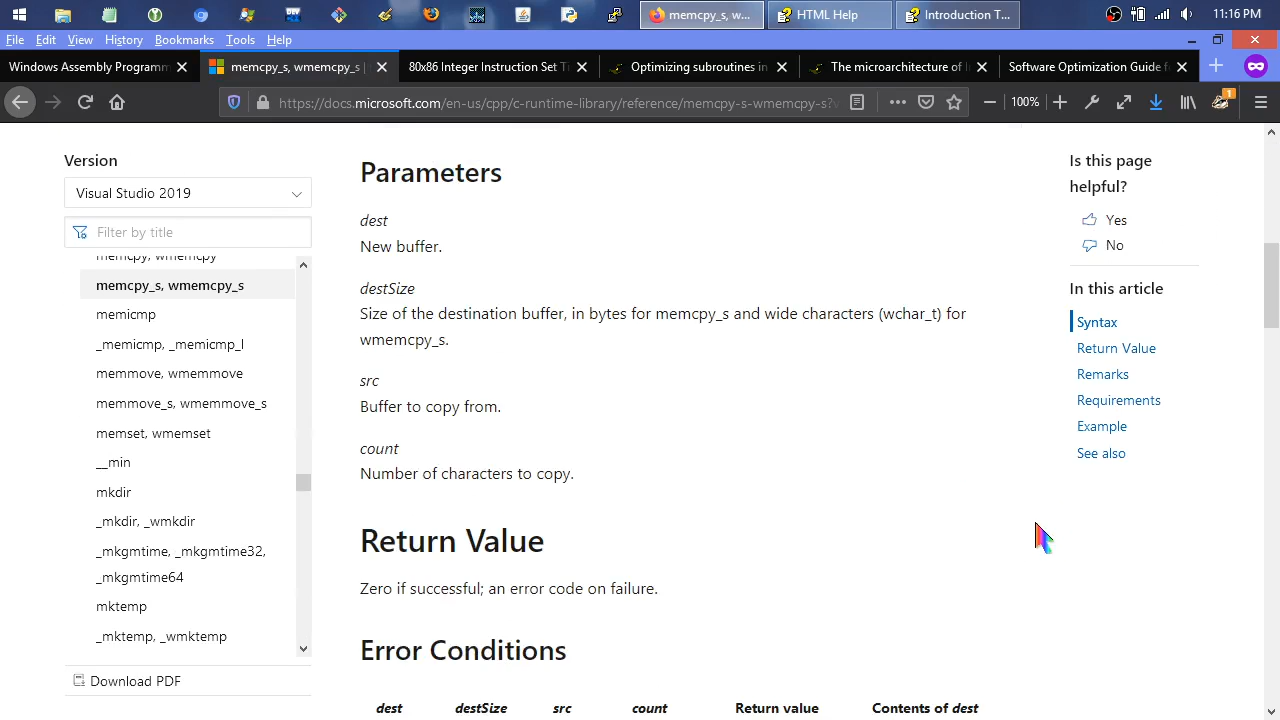 memcpy_s, w...
HTML Help
Introduction T...
11:16 PM
File Edit View History Bookmarks Tools Help
Windows Assembly Programm
memcpy_s, wmemcpy_s |
80x86 Integer Instruction Set Ti
Optimizing subroutines in
The microarchitecture of I
Software Optimization Guide f
https://docs.microsoft.com/en-us/cpp/c-runtime-library/reference/memcpy-s-wmemcpy-s?v
100%
1
Version
Visual Studio 2019
Filter by title
memcpy, wmemcpy
memcpy_s, wmemcpy_s
memicmp
_memicmp, _memicmp_l
memmove, wmemmove
memmove_s, wmemmove_s
memset, wmemset
__min
mkdir
_mkdir, _wmkdir
_mkgmtime, _mkgmtime32,
_mkgmtime64
mktemp
_mktemp, _wmktemp
Download PDF
Parameters
dest
New buffer.
destSize
Size of the destination buffer, in bytes for memcpy_s and wide characters (wchar_t) for
wmemcpy_s.
src
Buffer to copy from.
count
Number of characters to copy.
Return Value
Zero if successful; an error code on failure.
Error Conditions
dest destSize src count Return value Contents of dest
Is this page
helpful?
Yes
No
In this article
Syntax
Return Value
Remarks
Requirements
Example
See also